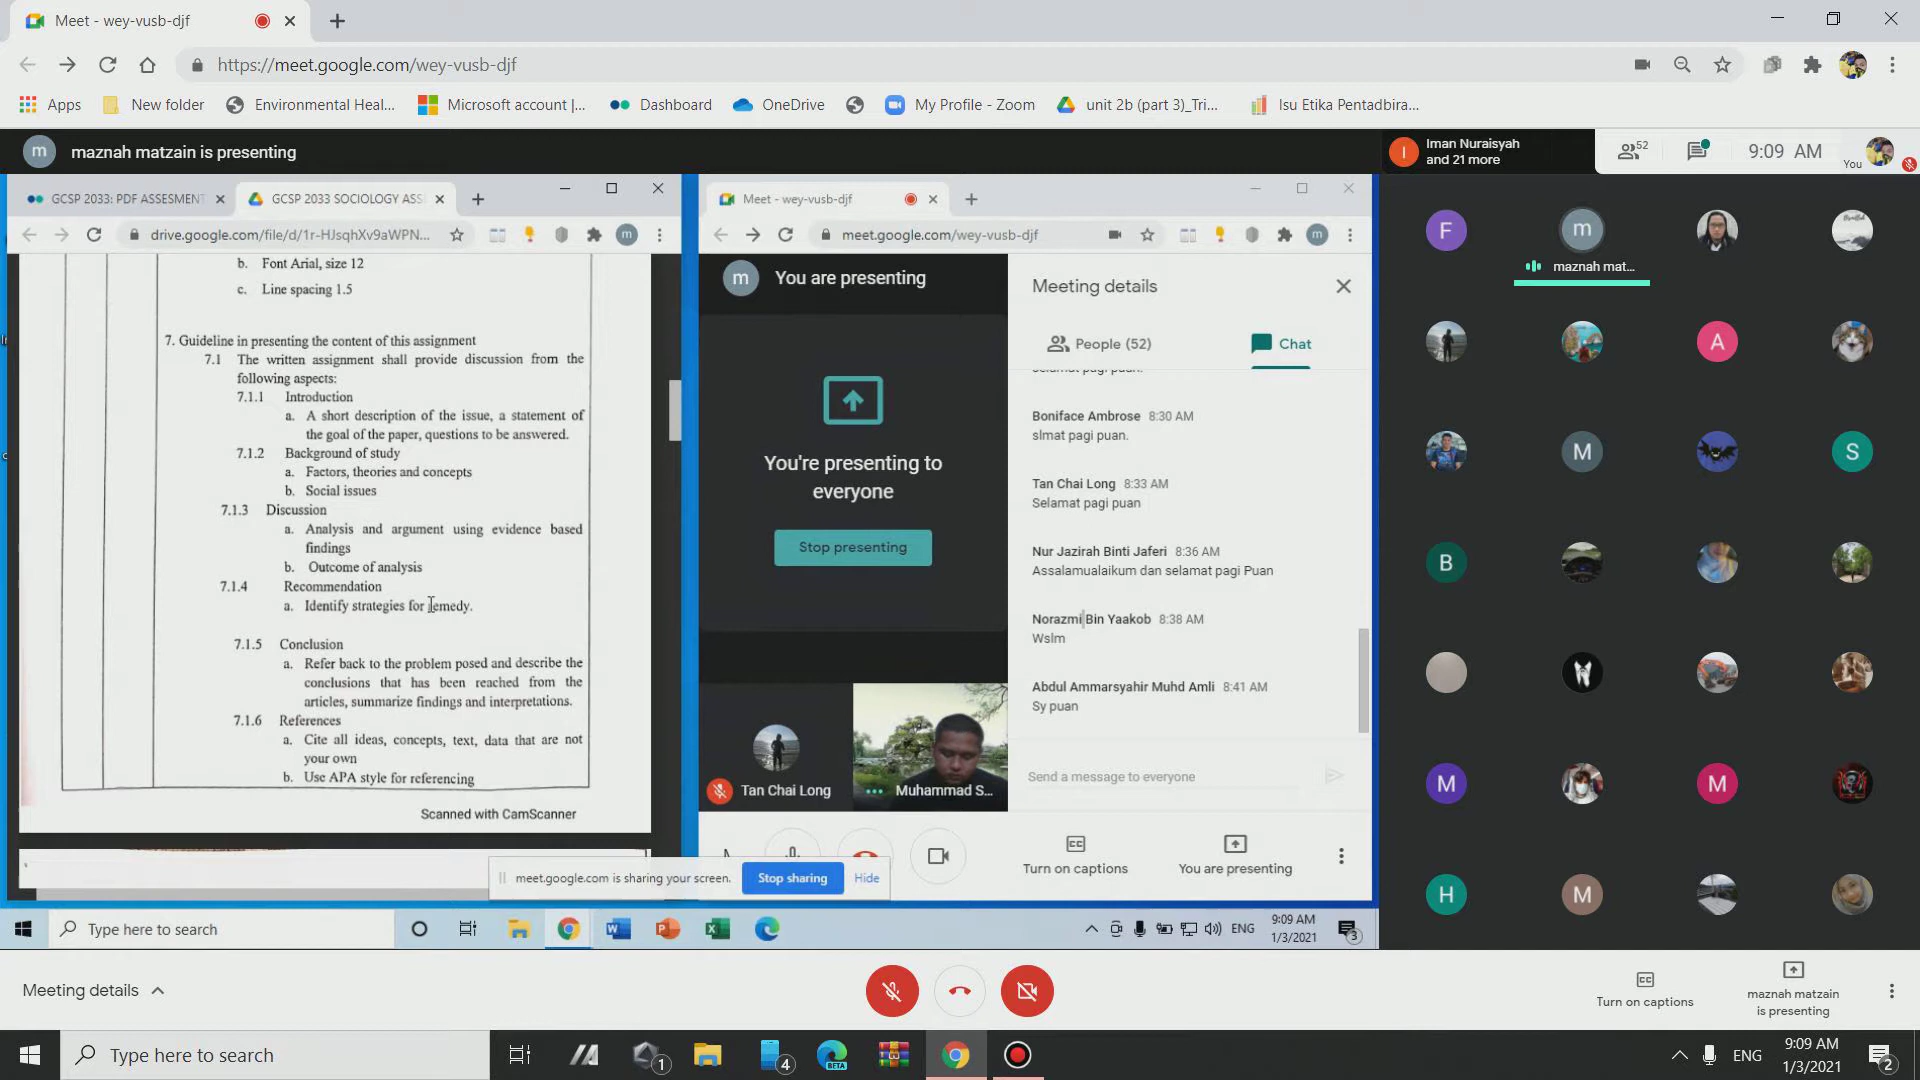 Meet - wey-vusb-djf
https://meet.google.com/wey-vusb-djf
Apps
New folder
Environmental Heal...
Microsoft account |...
Dashboard
OneDrive
My Profile - Zoom
unit 2b (part 3)_Tri...
Isu Etika Pentadbira...
m
maznah matzain is presenting
I
Iman Nuraisyah
and 21 more
52
9:09 AM
You
GCSP 2033: PDF ASSESMENT
GCSP 2033 SOCIOLOGY ASS
drive.google.com/file/d/1r-HJsqhXv9aWPN...
m
b. Font Arial, size 12
c. Line spacing 1.5
7. Guideline in presenting the content of this assignment
7.1 The written assignment shall provide discussion from the
following aspects:
7.1.1 Introduction
a. A short description of the issue, a statement of
the goal of the paper, questions to be answered.
7.1.2 Background of study
a. Factors, theories and concepts
b. Social issues
7.1.3 Discussion
a. Analysis and argument using evidence based
findings
b. Outcome of analysis
7.1.4 Recommendation
a. Identify strategies for remedy.
7.1.5 Conclusion
a. Refer back to the problem posed and describe the
conclusions that has been reached from the
articles, summarize findings and interpretations.
7.1.6 References
a. Cite all ideas, concepts, text, data that are not
your own
b. Use APA style for referencing
Scanned with CamScanner
Meet - wey-vusb-djf
meet.google.com/wey-vusb-djf
m
m
You are presenting
You're presenting to
everyone
Stop presenting
Tan Chai Long
Muhammad S...
Meeting details
People (52)
Chat
Selamat pagi puan.
Boniface Ambrose 8:30 AM
slmat pagi puan.
Tan Chai Long 8:33 AM
Selamat pagi puan
Nur Jazirah Binti Jaferi 8:36 AM
Assalamualaikum dan selamat pagi Puan
Norazmi Bin Yaakob 8:38 AM
Wslm
Abdul Ammarsyahir Muhd Amli 8:41 AM
Sy puan
Send a message to everyone
Turn on captions
You are presenting
meet.google.com is sharing your screen.
Stop sharing
Hide
Type here to search
ENG
9:09 AM
1/3/2021
3
F
m
maznah mat...
A
M
S
B
M
M
H
M
Meeting details
Turn on captions
maznah matzain
is presenting
Type here to search
1
4
BETA
ENG
9:09 AM
1/3/2021
2